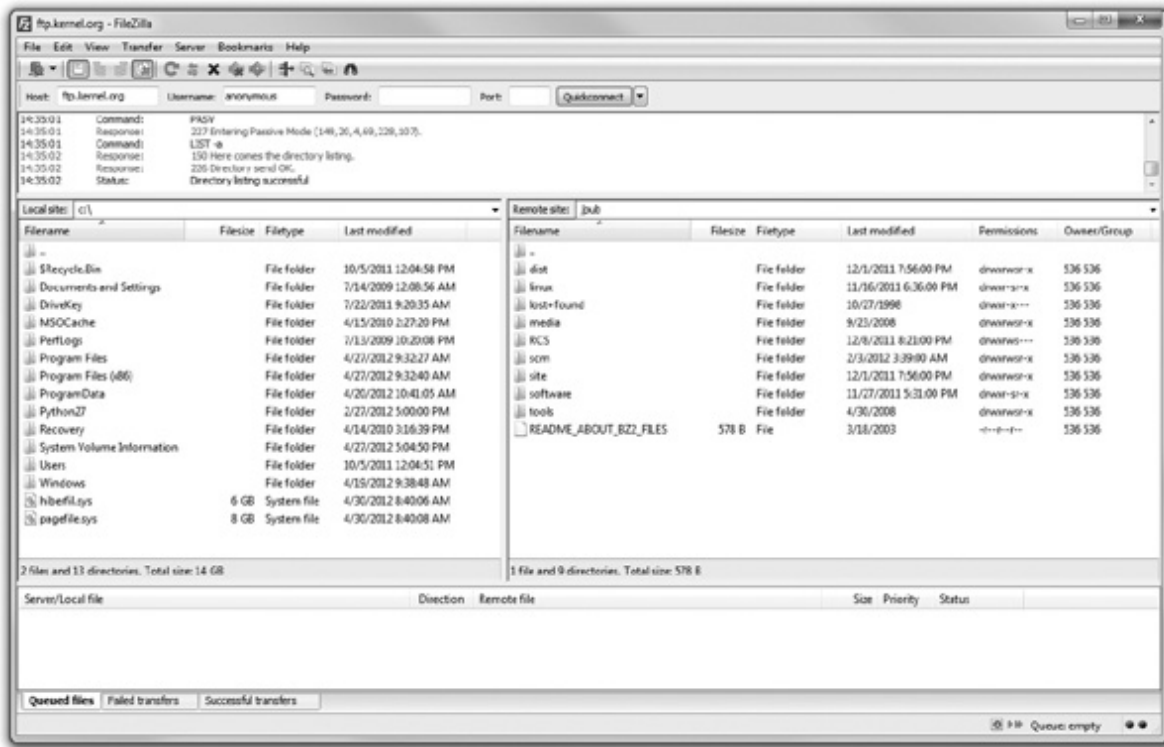 ftp.kernel.org - FileZilla
File Edit View Transfer Server Bookmarks Help
Host: ftp.kernel.org Username: anonymous Password: Port: Quickconnect
14:35:01 Command: PASV
14:35:01 Response: 227 Entering Passive Mode (149,20,4,69,228,107).
14:35:01 Command: LIST -a
14:35:02 Response: 150 Here comes the directory listing.
14:35:02 Response: 226 Directory send OK.
14:35:02 Status: Directory listing successful
Local site: c:\
Filename Filesize Filetype Last modified
..
$Recycle.Bin File folder 10/5/2011 12:04:58 PM
Documents and Settings File folder 7/14/2009 12:08:56 AM
DriveKey File folder 7/22/2011 9:20:35 AM
MSOCache File folder 4/15/2010 2:27:20 PM
PerfLogs File folder 7/13/2009 10:20:08 PM
Program Files File folder 4/27/2012 9:32:27 AM
Program Files (x86) File folder 4/27/2012 9:32:40 AM
ProgramData File folder 4/20/2012 10:41:05 AM
Python27 File folder 2/27/2012 5:00:00 PM
Recovery File folder 4/14/2010 3:16:39 PM
System Volume Information File folder 4/27/2012 5:04:50 PM
Users File folder 10/5/2011 12:04:51 PM
Windows File folder 4/19/2012 9:38:48 AM
hiberfil.sys 6 GB System file 4/30/2012 8:40:06 AM
pagefile.sys 8 GB System file 4/30/2012 8:40:08 AM
2 files and 13 directories. Total size: 14 GB
Remote site: /pub
Filename Filesize Filetype Last modified Permissions Owner/Group
..
dist File folder 12/1/2011 7:56:00 PM drwxrwsr-x 536 536
linux File folder 11/16/2011 6:36:00 PM drwxr-sr-x 536 536
lost+found File folder 10/27/1998 drwxr-x--- 536 536
media File folder 9/23/2008 drwxrwsr-x 536 536
RCS File folder 12/8/2011 8:21:00 PM drwxrws--- 536 536
scm File folder 2/3/2012 3:39:00 AM drwxrwsr-x 536 536
site File folder 12/1/2011 7:56:00 PM drwxrwsr-x 536 536
software File folder 11/27/2011 5:31:00 PM drwxr-sr-x 536 536
tools File folder 4/30/2008 drwxrwsr-x 536 536
README_ABOUT_BZ2_FILES 578 B File 3/18/2003 -r--r--r-- 536 536
1 file and 9 directories. Total size: 578 B
Server/Local file Direction Remote file Size Priority Status
Queued files Failed transfers Successful transfers
Queue: empty